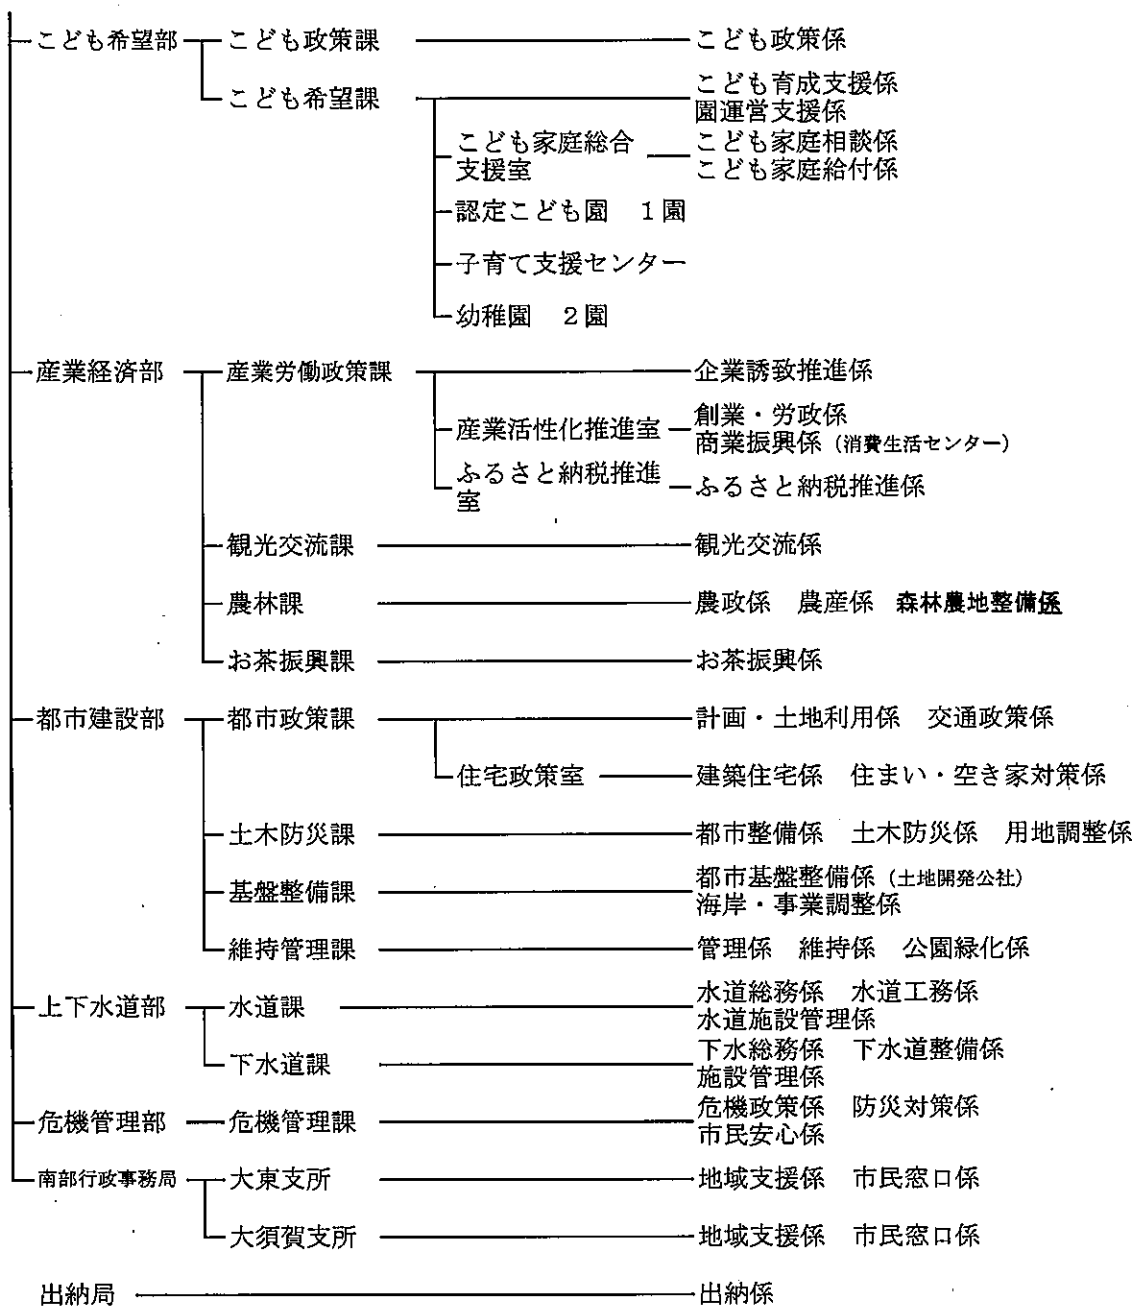 こども希望部 こども政策課 こども政策係
こども希望課 こども育成支援係
園運営支援係
こども家庭総合支援室 こども家庭相談係
こども家庭給付係
認定こども園 1園
子育て支援センター
幼稚園 2園
産業経済部 産業労働政策課 企業誘致推進係
産業活性化推進室 創業・労政係
商業振興係(消費生活センター)
ふるさと納税推進室 ふるさと納税推進係
観光交流課 観光交流係
農林課 農政係 農産係 森林農地整備係
お茶振興課 お茶振興係
都市建設部 都市政策課 計画・土地利用係 交通政策係
住宅政策室 建築住宅係 住まい・空き家対策係
土木防災課 都市整備係 土木防災係 用地調整係
基盤整備課 都市基盤整備係(土地開発公社)
海岸・事業調整係
維持管理課 管理係 維持係 公園緑化係
上下水道部 水道課 水道総務係 水道工務係
水道施設管理係
下水道課 下水総務係 下水道整備係
施設管理係
危機管理部 危機管理課 危機政策係 防災対策係
市民安心係
南部行政事務局 大東支所 地域支援係 市民窓口係
大須賀支所 地域支援係 市民窓口係
出納局 出納係